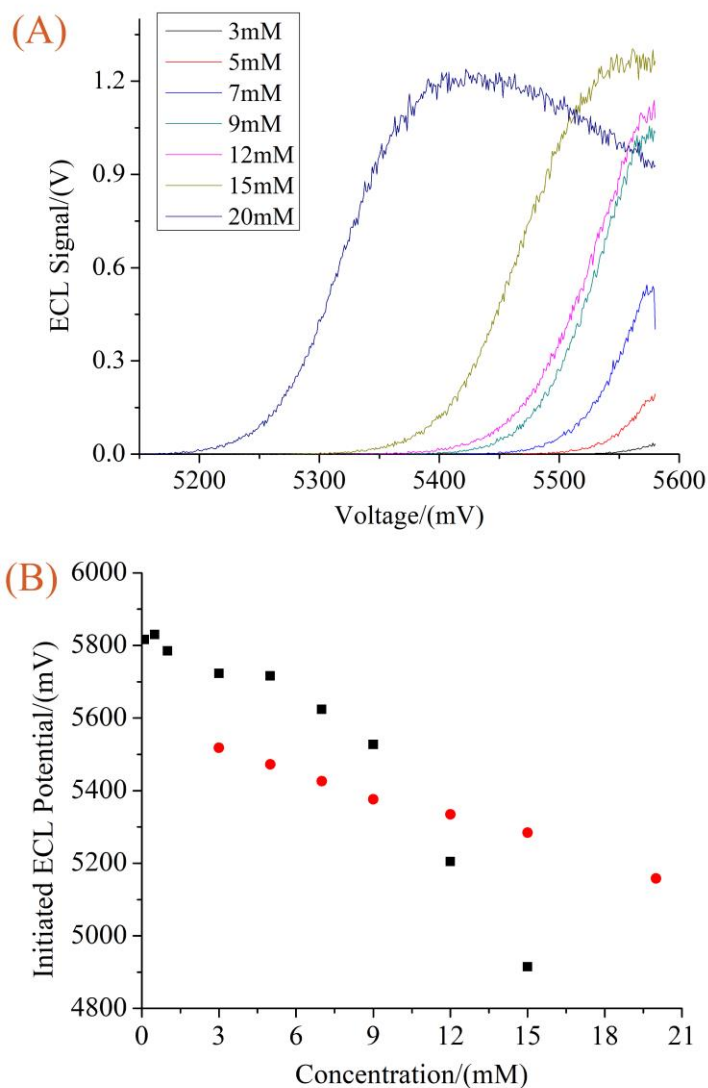 (A)
3mM
5mM
7mM
9mM
12mM
15mM
20mM
ECL Signal/(V)
1.2
0.9
0.6
0.3
0.0
5200 5300 5400 5500 5600
Voltage/(mV)
(B)
Initiated ECL Potential/(mV)
6000
5800
5600
5400
5200
5000
4800
0 3 6 9 12 15 18 21
Concentration/(mM)